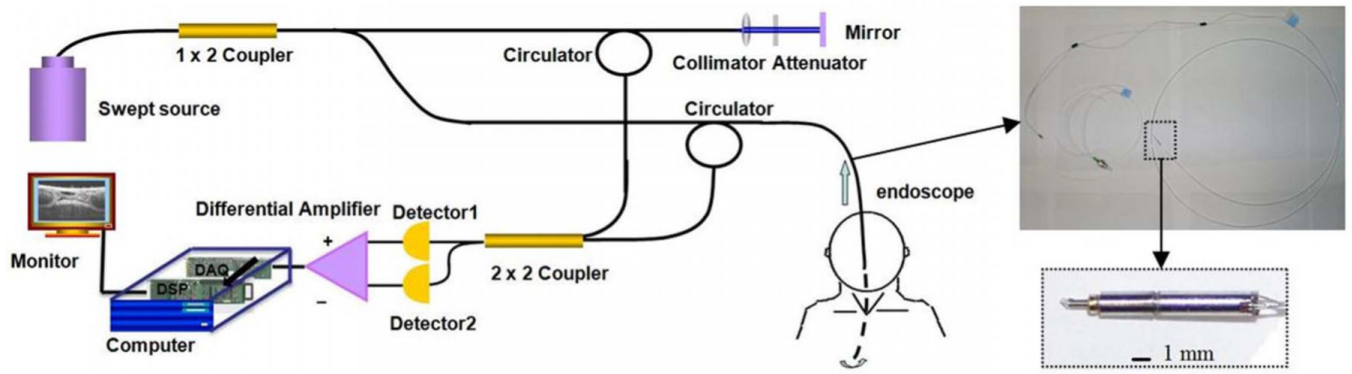 1 x 2 Coupler
Swept source
Circulator
Collimator Attenuator
Mirror
Circulator
endoscope
Differential Amplifier
Detector1
+
−
Detector2
2 x 2 Coupler
Monitor
DAQ
DSP
Computer
1 mm